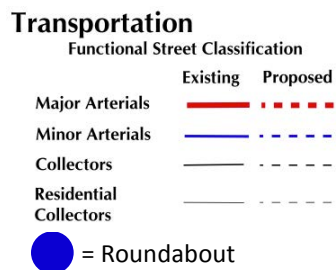 Transportation
Functional Street Classification
Existing Proposed
Major Arterials
Minor Arterials
Collectors
Residential
Collectors
= Roundabout